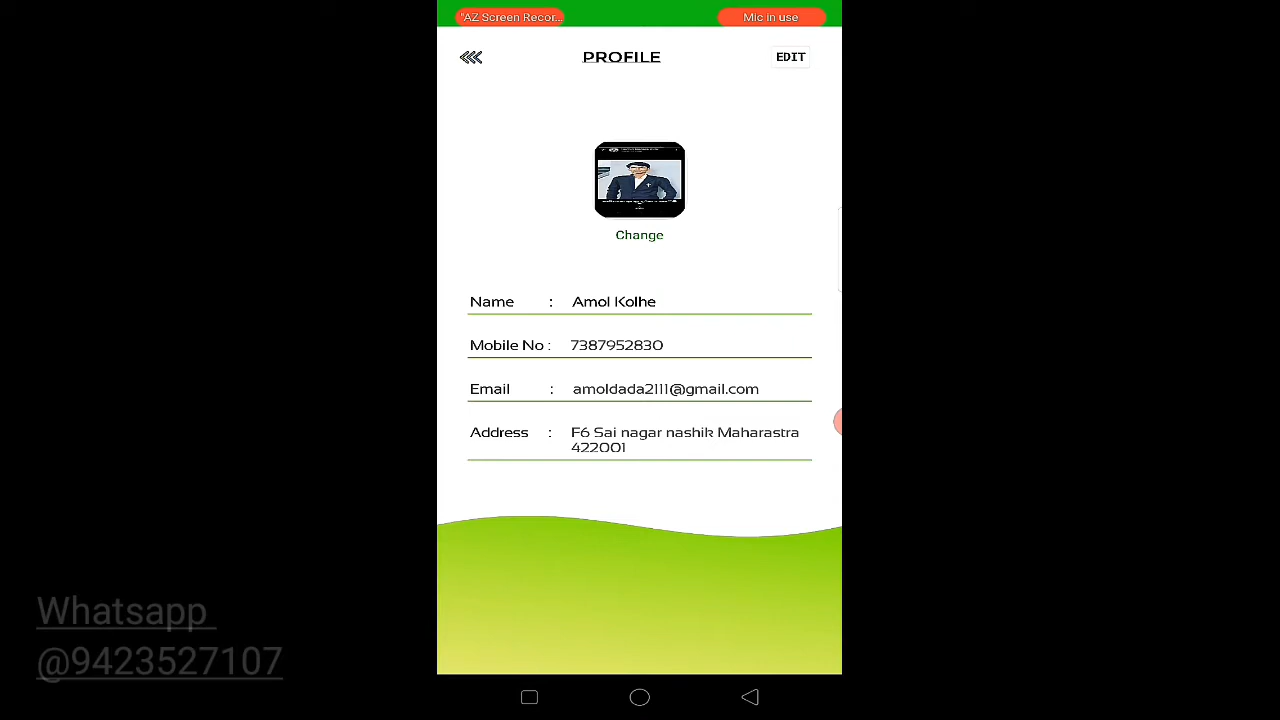 "AZ Screen Recor... Mic in use
PROFILE EDIT
Change
Name : Amol Kolhe
Mobile No : 7387952830
Email : amoldada2111@gmail.com
Address : F6 Sai nagar nashik Maharastra
422001
Whatsapp
@9423527107